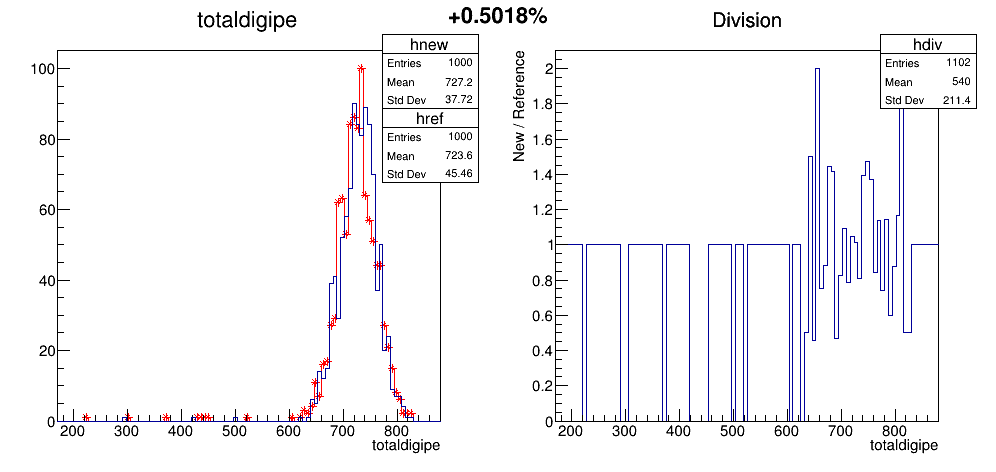 totaldigipe
+0.5018%
Division
hnew
Entries 1000
Mean 727.2
Std Dev 37.72
href
Entries 1000
Mean 723.6
Std Dev 45.46
100
80
60
40
20
0
200 300 400 500 600 700 800
totaldigipe
hdiv
Entries 1102
Mean 540
Std Dev 211.4
New / Reference
2
1.8
1.6
1.4
1.2
1
0.8
0.6
0.4
0.2
0
200 300 400 500 600 700 800
totaldigipe